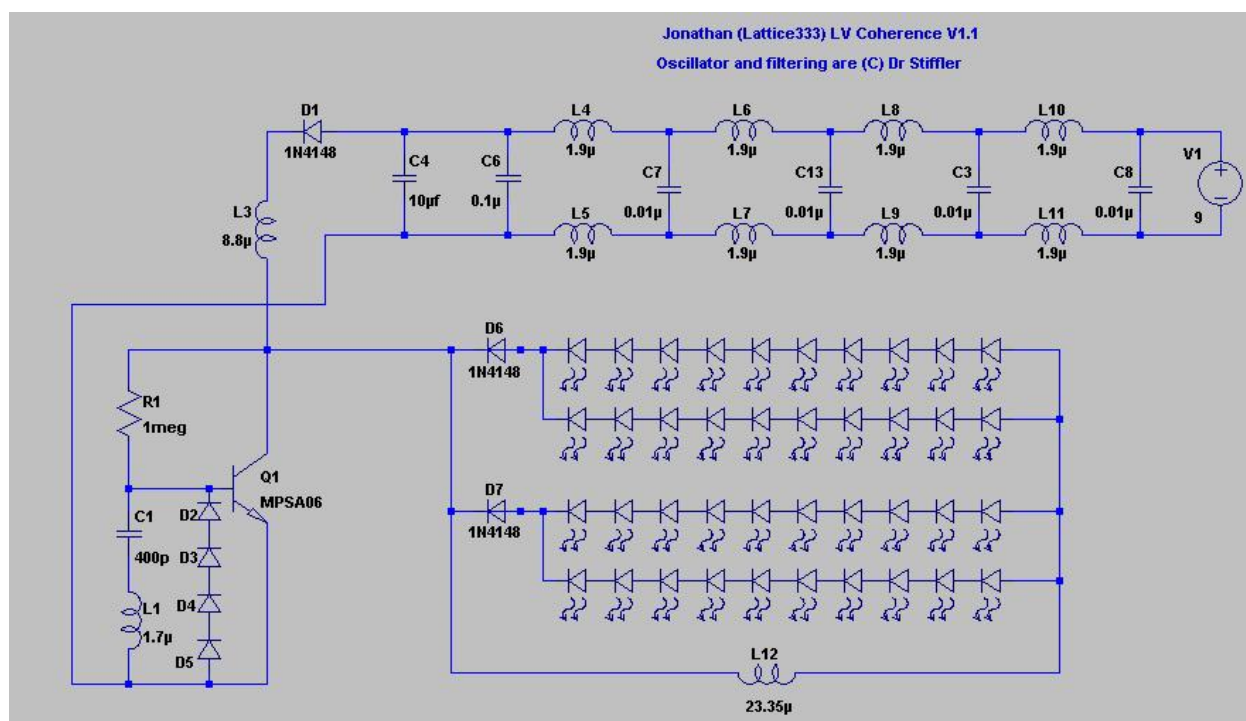 Jonathan (Lattice333) LV Coherence V1.1
Oscillator and filtering are (C) Dr Stiffler
D1
1N4148
L4
1.9µ
L6
1.9µ
L8
1.9µ
L10
1.9µ
C4
10µf
C6
0.1µ
C7
0.01µ
C13
0.01µ
C3
0.01µ
C8
0.01µ
V1
9
L3
8.8µ
L5
1.9µ
L7
1.9µ
L9
1.9µ
L11
1.9µ
D6
1N4148
R1
1meg
Q1
MPSA06
D7
1N4148
C1
400p
D2
D3
D4
D5
L1
1.7µ
L12
23.35µ